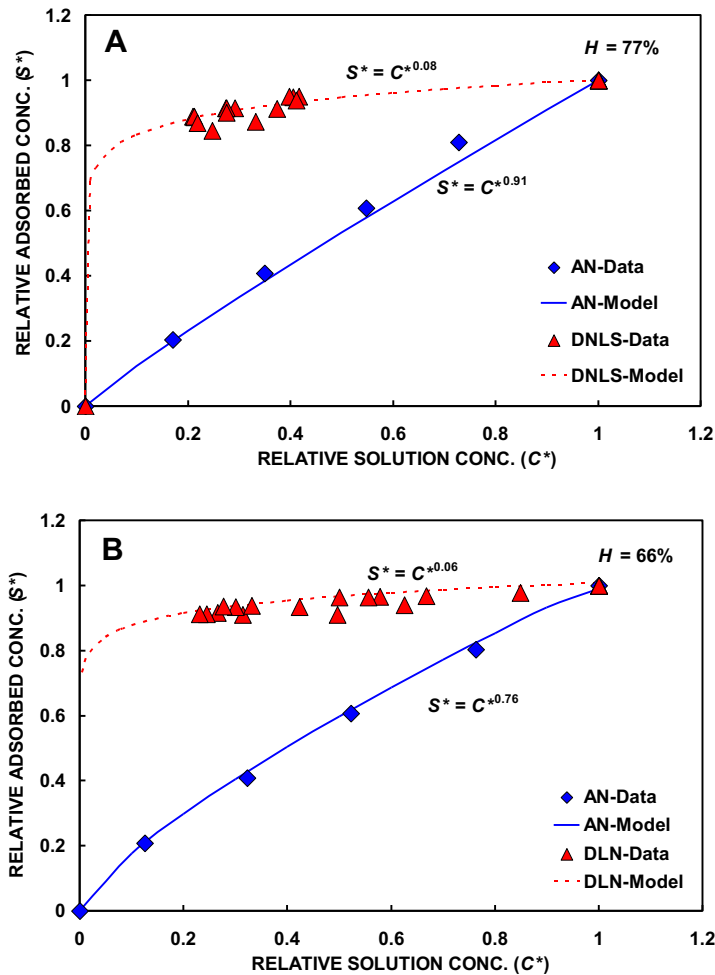 A
H = 77%
S* = C*^0.08
S* = C*^0.91
RELATIVE ADSORBED CONC. (S*)
1.2
1
0.8
0.6
0.4
0.2
0
AN-Data
AN-Model
DNLS-Data
DNLS-Model
0 0.2 0.4 0.6 0.8 1 1.2
RELATIVE SOLUTION CONC. (C*)
B
H = 66%
S* = C*^0.06
S* = C*^0.76
RELATIVE ADSORBED CONC. (S*)
1.2
1
0.8
0.6
0.4
0.2
0
AN-Data
AN-Model
DLN-Data
DLN-Model
0 0.2 0.4 0.6 0.8 1 1.2
RELATIVE SOLUTION CONC. (C*)